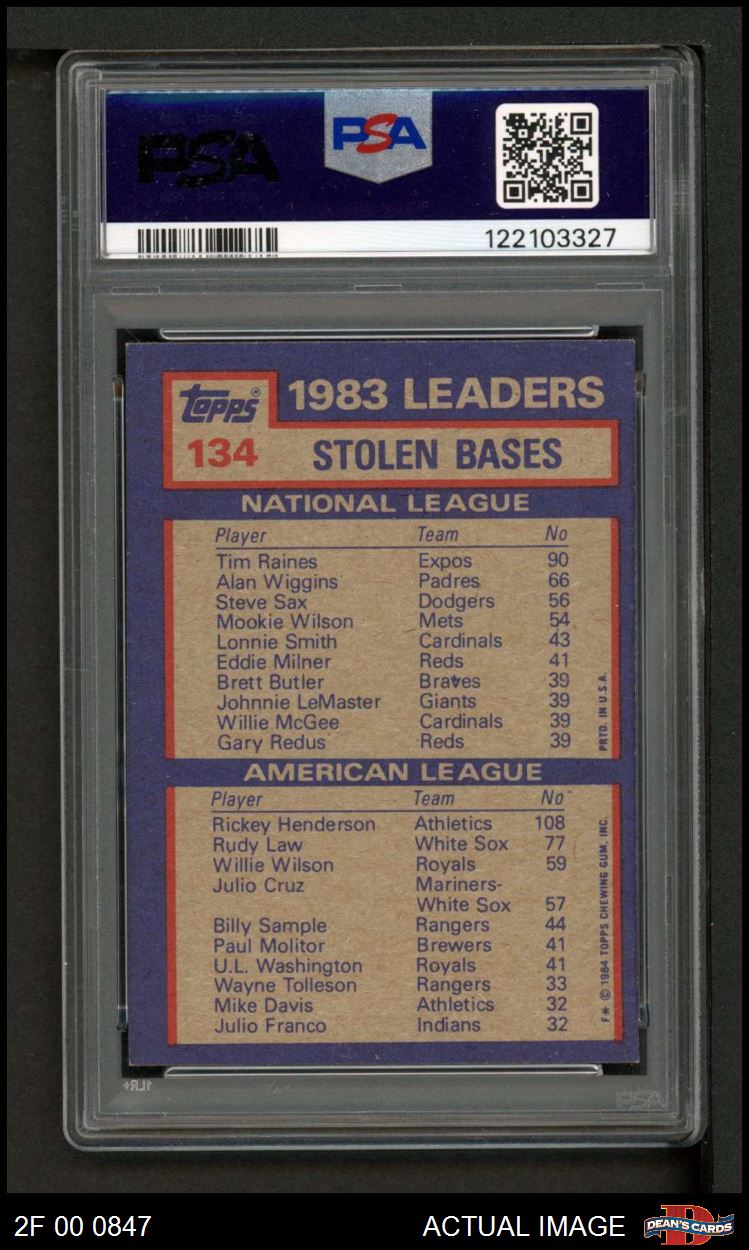 PSA
PSA
122103327
Topps®
1983 LEADERS
134 STOLEN BASES
NATIONAL LEAGUE
Player Team No
Tim Raines Expos 90
Alan Wiggins Padres 66
Steve Sax Dodgers 56
Mookie Wilson Mets 54
Lonnie Smith Cardinals 43
Eddie Milner Reds 41
Brett Butler Braves 39
Johnnie LeMaster Giants 39
Willie McGee Cardinals 39
Gary Redus Reds 39
PRTD. IN U.S.A.
AMERICAN LEAGUE
Player Team No
Rickey Henderson Athletics 108
Rudy Law White Sox 77
Willie Wilson Royals 59
Julio Cruz Mariners-
White Sox 57
Billy Sample Rangers 44
Paul Molitor Brewers 41
U.L. Washington Royals 41
Wayne Tolleson Rangers 33
Mike Davis Athletics 32
Julio Franco Indians 32
F* © 1984 TOPPS CHEWING GUM, INC.
PSA
2F 00 0847
ACTUAL IMAGE
DEAN'S CARDS